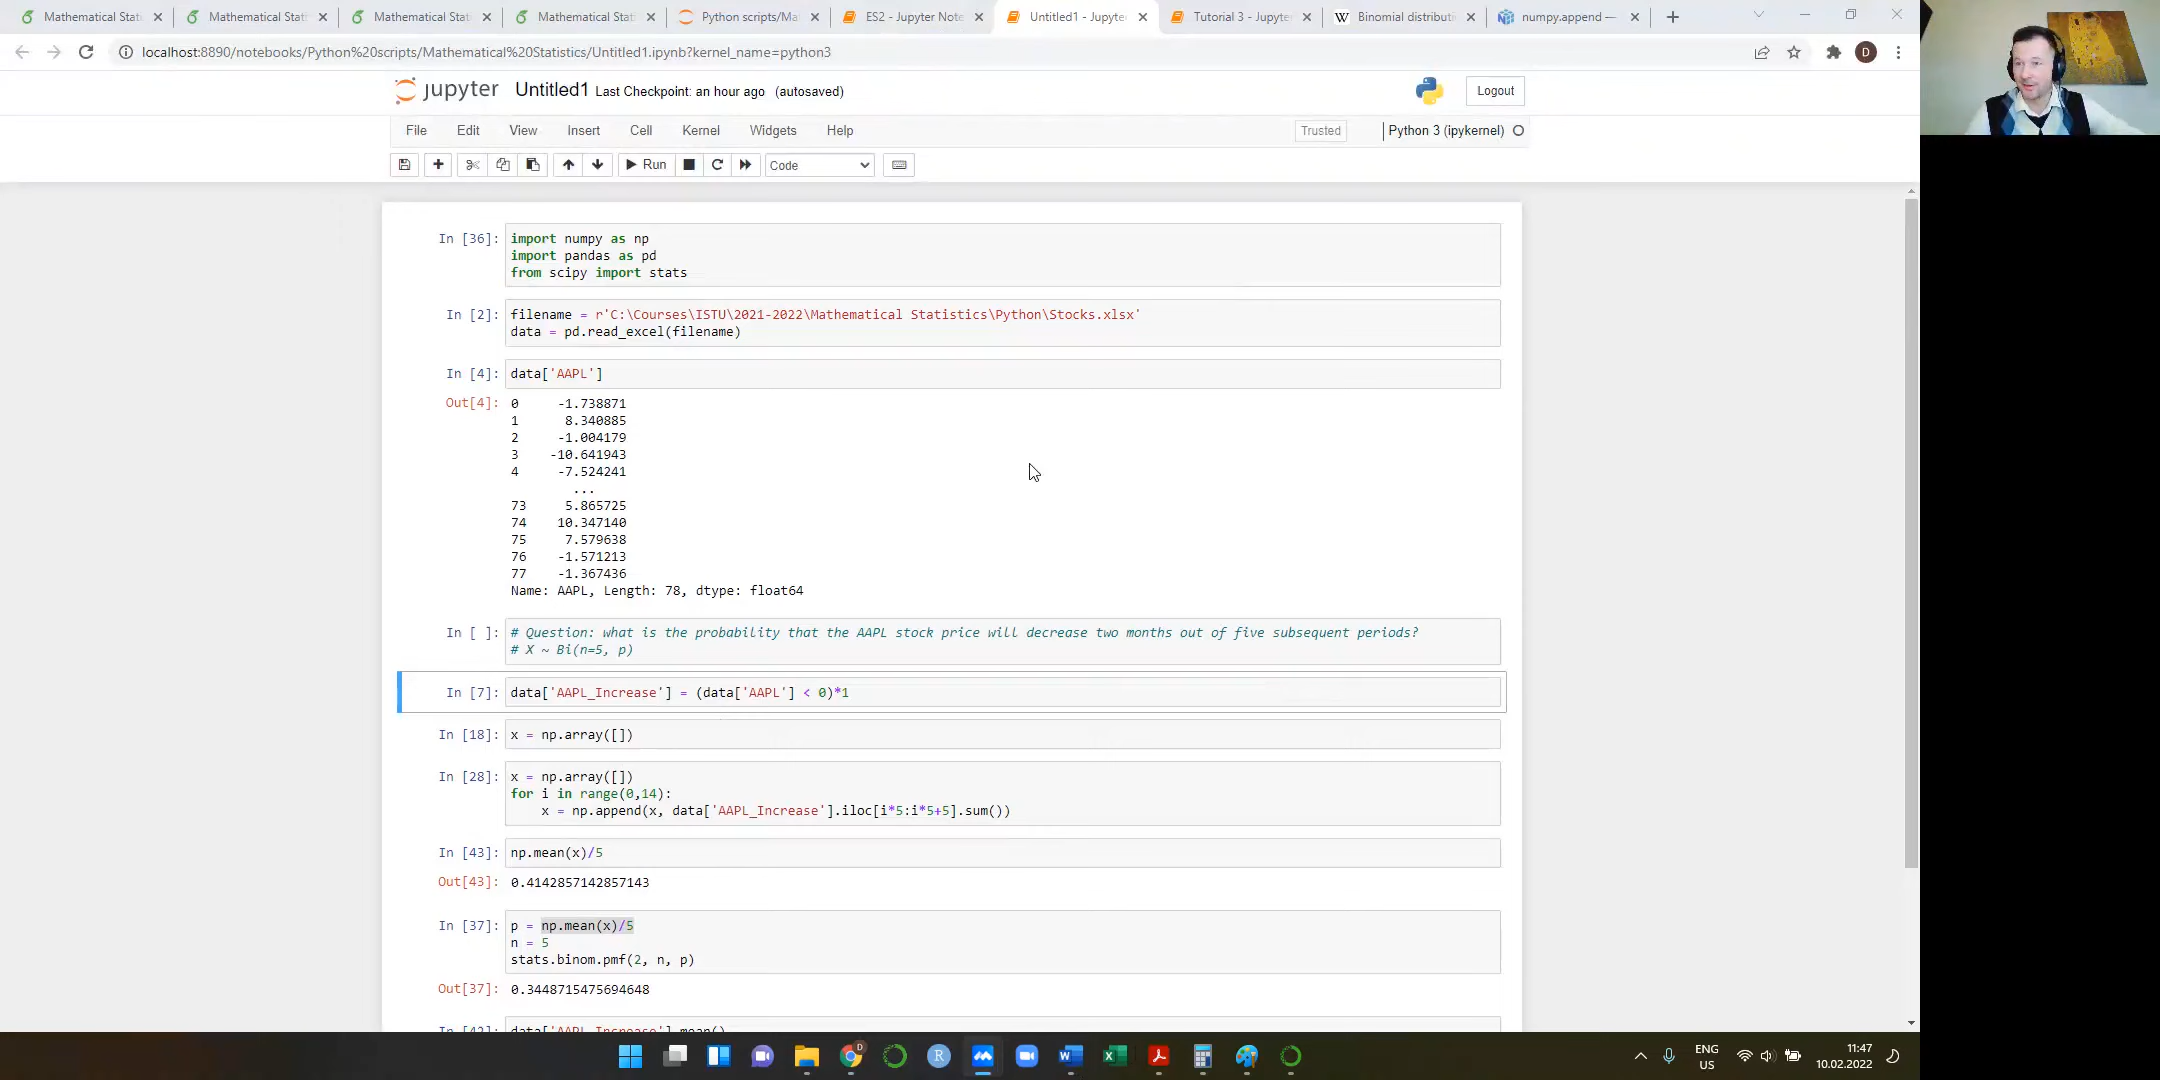 Mathematical Stat
Mathematical Stat
Mathematical Stati
Mathematical Stati
Python scripts/Mat
ES2 - Jupyter Note
Untitled1 - Jupyte
Tutorial 3 - Jupyte
Binomial distributi
numpy.append —
localhost:8890/notebooks/Python%20scripts/Mathematical%20Statistics/Untitled1.ipynb?kernel_name=python3
D
jupyter Untitled1 Last Checkpoint: an hour ago (autosaved)
Logout
File Edit View Insert Cell Kernel Widgets Help
Trusted
Python 3 (ipykernel)
Run
Code
In [36]: import numpy as np
import pandas as pd
from scipy import stats
In [2]: filename = r'C:\Courses\ISTU\2021-2022\Mathematical Statistics\Python\Stocks.xlsx'
data = pd.read_excel(filename)
In [4]: data['AAPL']
Out[4]: 0 -1.738871
1 8.340885
2 -1.004179
3 -10.641943
4 -7.524241
...
73 5.865725
74 10.347140
75 7.579638
76 -1.571213
77 -1.367436
Name: AAPL, Length: 78, dtype: float64
In [ ]: # Question: what is the probability that the AAPL stock price will decrease two months out of five subsequent periods?
# X ~ Bi(n=5, p)
In [7]: data['AAPL_Increase'] = (data['AAPL'] < 0)*1
In [18]: x = np.array([])
In [28]: x = np.array([])
for i in range(0,14):
x = np.append(x, data['AAPL_Increase'].iloc[i*5:i*5+5].sum())
In [43]: np.mean(x)/5
Out[43]: 0.4142857142857143
In [37]: p = np.mean(x)/5
n = 5
stats.binom.pmf(2, n, p)
Out[37]: 0.3448715475694648
In [42]: data['AAPL_Increase'].mean()
ENG
US
11:47
10.02.2022